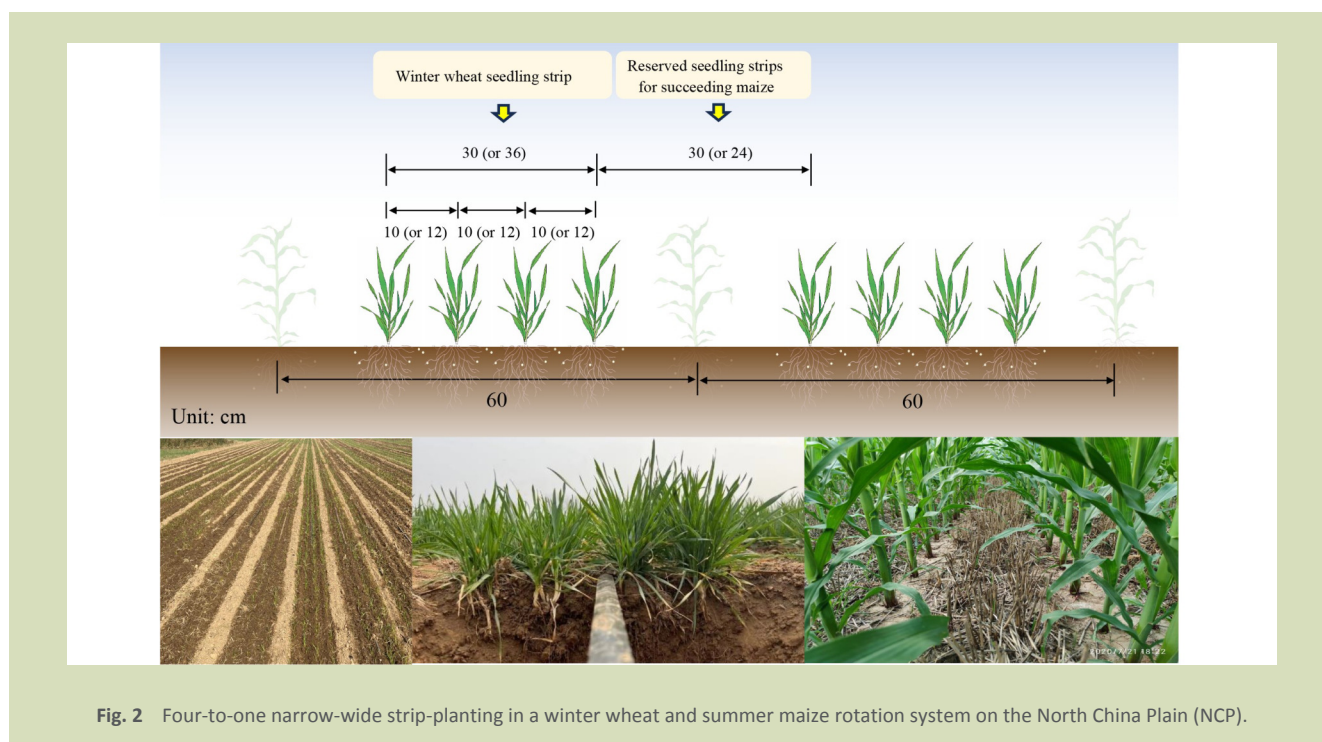 Winter wheat seedling strip
Reserved seedling strips
for succeeding maize
30 (or 36)
30 (or 24)
10 (or 12) 10 (or 12) 10 (or 12)
60
60
Unit: cm
2020/7/21 18:22
Fig. 2 Four-to-one narrow-wide strip-planting in a winter wheat and summer maize rotation system on the North China Plain (NCP).